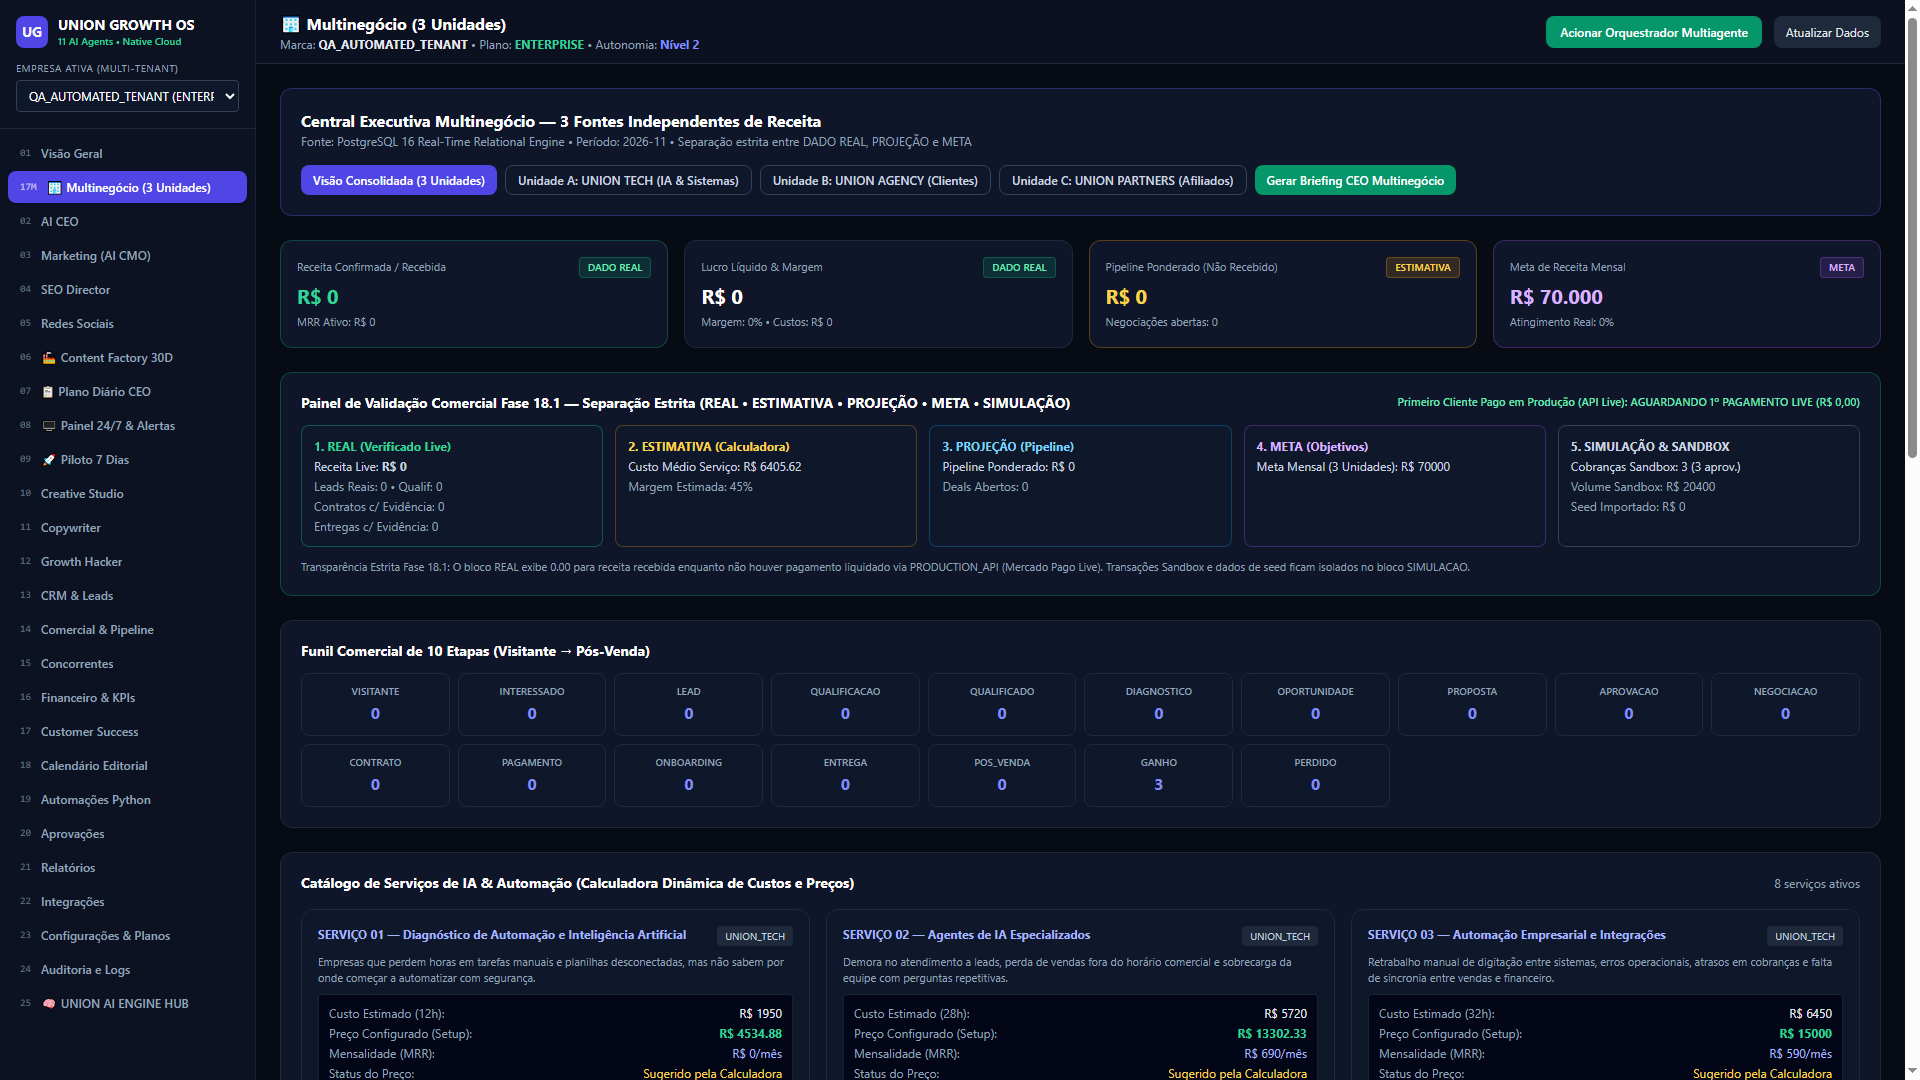 UG
UNION GROWTH OS
11 AI Agents • Native Cloud
EMPRESA ATIVA (MULTI-TENANT)
QA_AUTOMATED_TENANT (ENTERF
01 Visão Geral
17M Multinegócio (3 Unidades)
02 AI CEO
03 Marketing (AI CMO)
04 SEO Director
05 Redes Sociais
06 Content Factory 30D
07 Plano Diário CEO
08 Painel 24/7 & Alertas
09 Piloto 7 Dias
10 Creative Studio
11 Copywriter
12 Growth Hacker
13 CRM & Leads
14 Comercial & Pipeline
15 Concorrentes
16 Financeiro & KPIs
17 Customer Success
18 Calendário Editorial
19 Automações Python
20 Aprovações
21 Relatórios
22 Integrações
23 Configurações & Planos
24 Auditoria e Logs
25 UNION AI ENGINE HUB
Multinegócio (3 Unidades)
Marca: QA_AUTOMATED_TENANT • Plano: ENTERPRISE • Autonomia: Nível 2
Acionar Orquestrador Multiagente
Atualizar Dados
Central Executiva Multinegócio — 3 Fontes Independentes de Receita
Fonte: PostgreSQL 16 Real-Time Relational Engine • Período: 2026-11 • Separação estrita entre DADO REAL, PROJEÇÃO e META
Visão Consolidada (3 Unidades)
Unidade A: UNION TECH (IA & Sistemas)
Unidade B: UNION AGENCY (Clientes)
Unidade C: UNION PARTNERS (Afiliados)
Gerar Briefing CEO Multinegócio
Receita Confirmada / Recebida
DADO REAL
R$ 0
MRR Ativo: R$ 0
Lucro Líquido & Margem
DADO REAL
R$ 0
Margem: 0% • Custos: R$ 0
Pipeline Ponderado (Não Recebido)
ESTIMATIVA
R$ 0
Negociações abertas: 0
Meta de Receita Mensal
META
R$ 70.000
Atingimento Real: 0%
Painel de Validação Comercial Fase 18.1 — Separação Estrita (REAL • ESTIMATIVA • PROJEÇÃO • META • SIMULAÇÃO)
Primeiro Cliente Pago em Produção (API Live): AGUARDANDO 1º PAGAMENTO LIVE (R$ 0,00)
1. REAL (Verificado Live)
Receita Live: R$ 0
Leads Reais: 0 • Qualif: 0
Contratos c/ Evidência: 0
Entregas c/ Evidência: 0
2. ESTIMATIVA (Calculadora)
Custo Médio Serviço: R$ 6405.62
Margem Estimada: 45%
3. PROJEÇÃO (Pipeline)
Pipeline Ponderado: R$ 0
Deals Abertos: 0
4. META (Objetivos)
Meta Mensal (3 Unidades): R$ 70000
5. SIMULAÇÃO & SANDBOX
Cobranças Sandbox: 3 (3 aprov.)
Volume Sandbox: R$ 20400
Seed Importado: R$ 0
Transparência Estrita Fase 18.1: O bloco REAL exibe 0.00 para receita recebida enquanto não houver pagamento liquidado via PRODUCTION_API (Mercado Pago Live). Transações Sandbox e dados de seed ficam isolados no bloco SIMULACAO.
Funil Comercial de 10 Etapas (Visitante → Pós-Venda)
VISITANTE
0
INTERESSADO
0
LEAD
0
QUALIFICACAO
0
QUALIFICADO
0
DIAGNOSTICO
0
OPORTUNIDADE
0
PROPOSTA
0
APROVACAO
0
NEGOCIACAO
0
CONTRATO
0
PAGAMENTO
0
ONBOARDING
0
ENTREGA
0
POS_VENDA
0
GANHO
3
PERDIDO
0
Catálogo de Serviços de IA & Automação (Calculadora Dinâmica de Custos e Preços)
8 serviços ativos
SERVIÇO 01 — Diagnóstico de Automação e Inteligência Artificial
UNION_TECH
Empresas que perdem horas em tarefas manuais e planilhas desconectadas, mas não sabem por
onde começar a automatizar com segurança.
Custo Estimado (12h): R$ 1950
Preço Configurado (Setup): R$ 4534.88
Mensalidade (MRR): R$ 0/mês
Status do Preço: Sugerido pela Calculadora
SERVIÇO 02 — Agentes de IA Especializados
UNION_TECH
Demora no atendimento a leads, perda de vendas fora do horário comercial e sobrecarga da
equipe com perguntas repetitivas.
Custo Estimado (28h): R$ 5720
Preço Configurado (Setup): R$ 13302.33
Mensalidade (MRR): R$ 690/mês
Status do Preço: Sugerido pela Calculadora
SERVIÇO 03 — Automação Empresarial e Integrações
UNION_TECH
Retrabalho manual de digitação entre sistemas, erros operacionais, atrasos em cobranças e falta
de sincronia entre vendas e financeiro.
Custo Estimado (32h): R$ 6450
Preço Configurado (Setup): R$ 15000
Mensalidade (MRR): R$ 590/mês
Status do Preço: Sugerido pela Calculadora